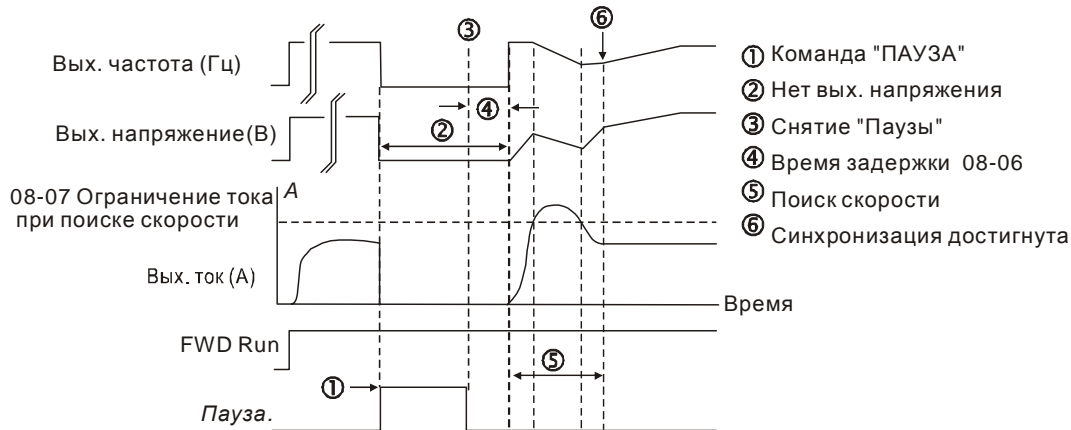 ⑥
③
Вых. частота (Гц)
④
②
Вых. напряжение(В)
08-07 Ограничение тока
при поиске скорости
А
Вых. ток (А)
Время
FWD Run
⑤
①
Пауза.
① Команда "ПАУЗА"
② Нет вых. напряжения
③ Снятие "Паузы"
④ Время задержки 08-06
⑤ Поиск скорости
⑥ Синхронизация достигнута